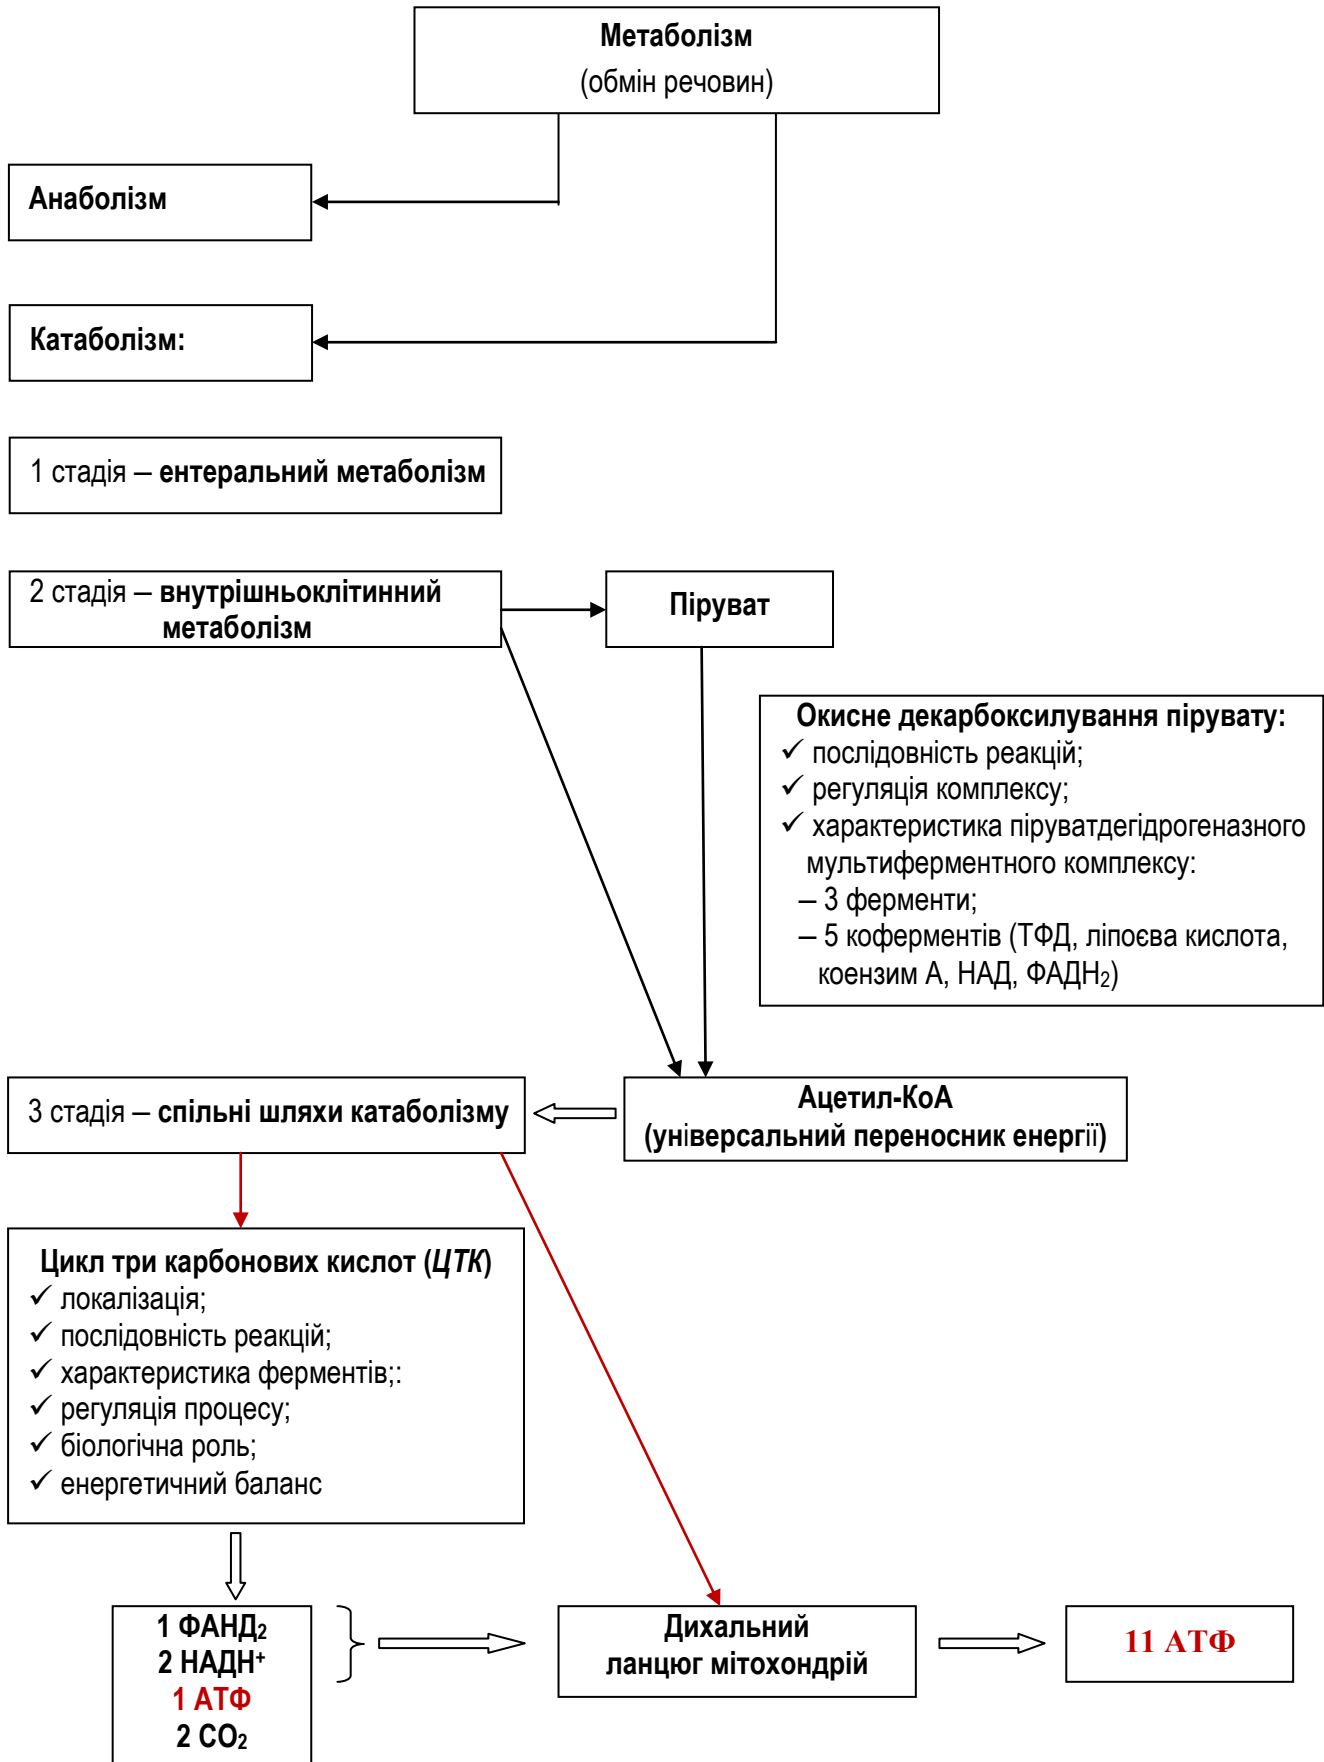 Метаболізм
(обмін речовин)
Анаболізм
Катаболізм:
1 стадія – ентеральний метаболізм
2 стадія – внутрішньоклітинний
метаболізм
Піруват
Окисне декарбоксилування пірувату:
✓ послідовність реакцій;
✓ регуляція комплексу;
✓ характеристика піруватдегідрогеназного
мультиферментного комплексу:
– 3 ферменти;
– 5 коферментів (ТФД, ліпоєва кислота,
коензим А, НАД, ФАДН₂)
Ацетил-КоА
(універсальний переносник енергії)
3 стадія – спільні шляхи катаболізму
Цикл три карбонових кислот (ЦТК)
✓ локалізація;
✓ послідовність реакцій;
✓ характеристика ферментів;:
✓ регуляція процесу;
✓ біологічна роль;
✓ енергетичний баланс
1 ФАНД₂
2 НАДН⁺
1 АТФ
2 СО₂
Дихальний
ланцюг мітохондрій
11 АТФ